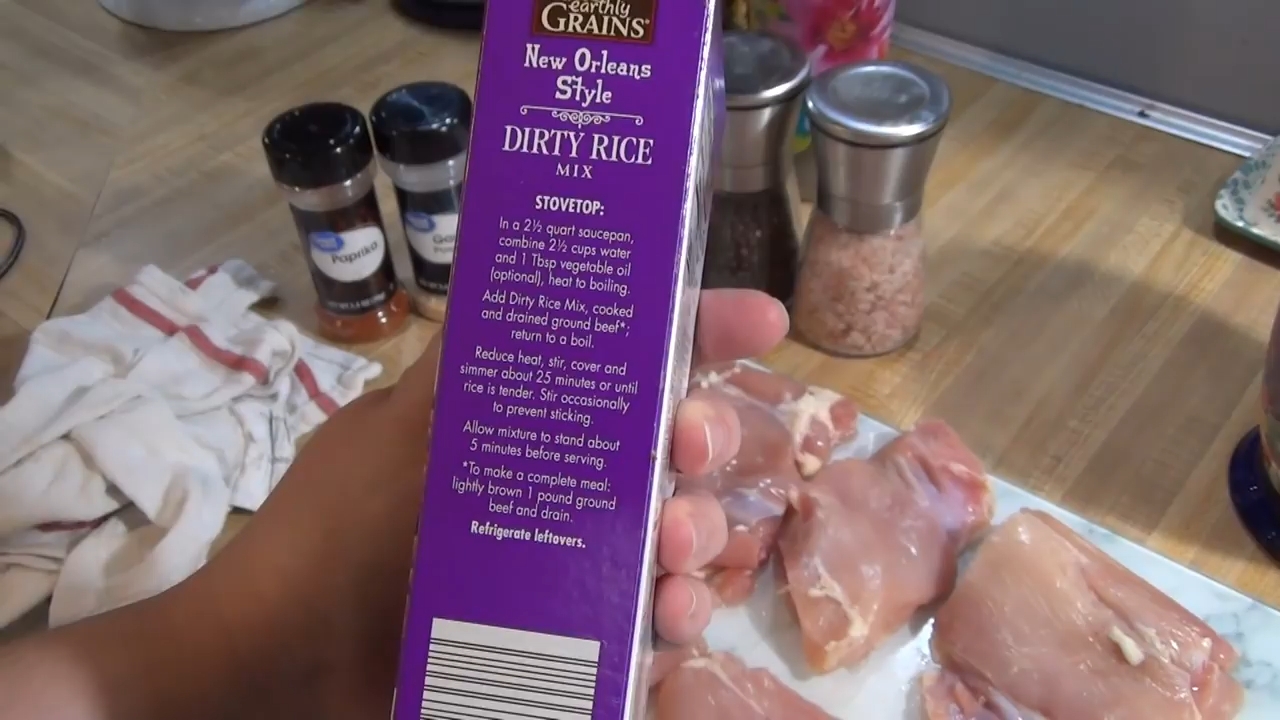 earthly
GRAINS
New Orleans
Style
DIRTY RICE
MIX
STOVETOP:
In a 2½ quart saucepan,
combine 2½ cups water
and 1 Tbsp vegetable oil
(optional), heat to boiling.
Add Dirty Rice Mix, cooked
and drained ground beef*;
return to a boil.
Reduce heat, stir, cover and
simmer about 25 minutes or until
rice is tender. Stir occasionally
to prevent sticking.
Allow mixture to stand about
5 minutes before serving.
*To make a complete meal:
lightly brown 1 pound ground
beef and drain.
Refrigerate leftovers.
Paprika